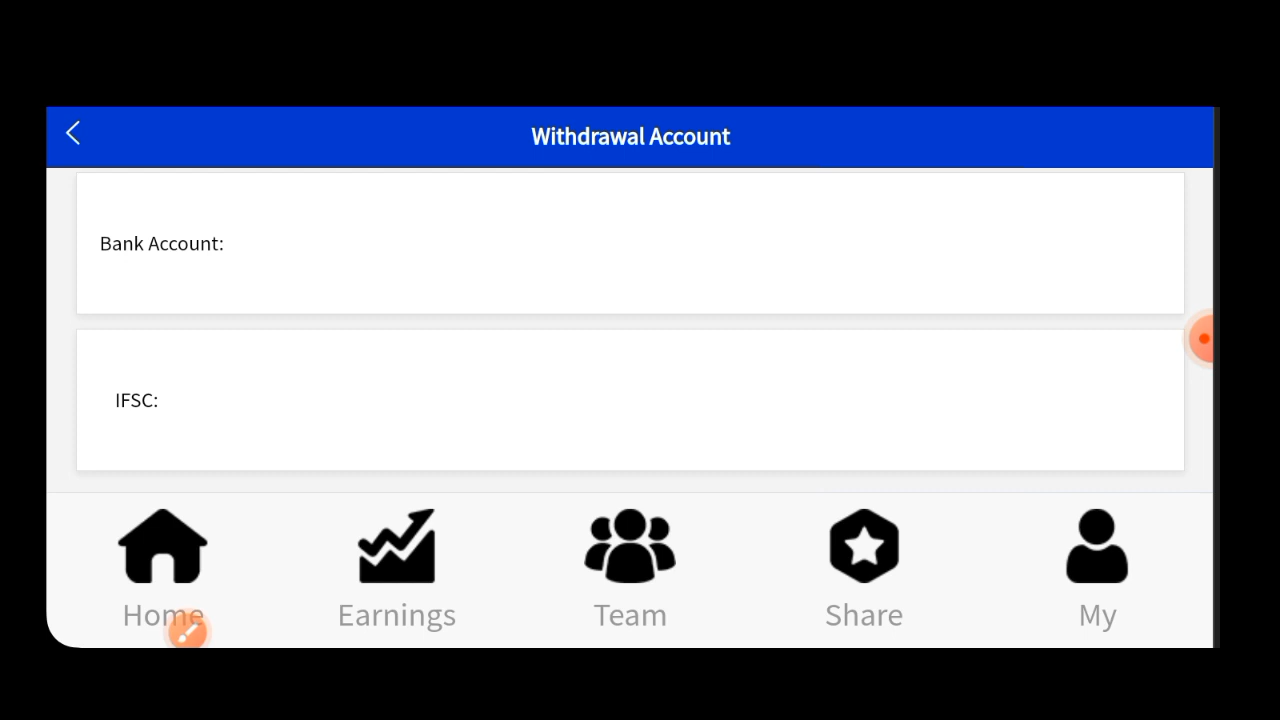 Withdrawal Account
Bank Account:
IFSC:
Home
Earnings
Team
Share
My